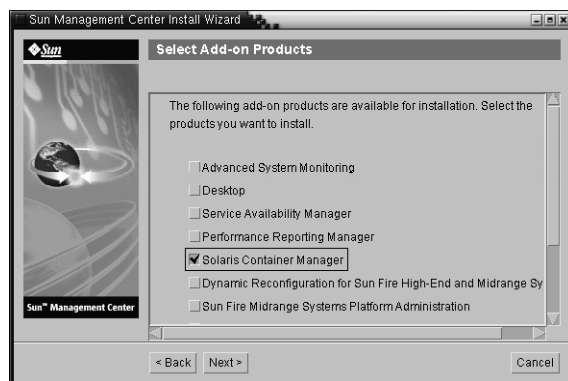 Sun Management Center Install Wizard
Sun
Select Add-on Products
The following add-on products are available for installation. Select the
products you want to install.
Advanced System Monitoring
Desktop
Service Availability Manager
Performance Reporting Manager
Solaris Container Manager
Dynamic Reconfiguration for Sun Fire High-End and Midrange Sy
Sun Fire Midrange Systems Platform Administration
Sun™ Management Center
< Back
Next >
Cancel